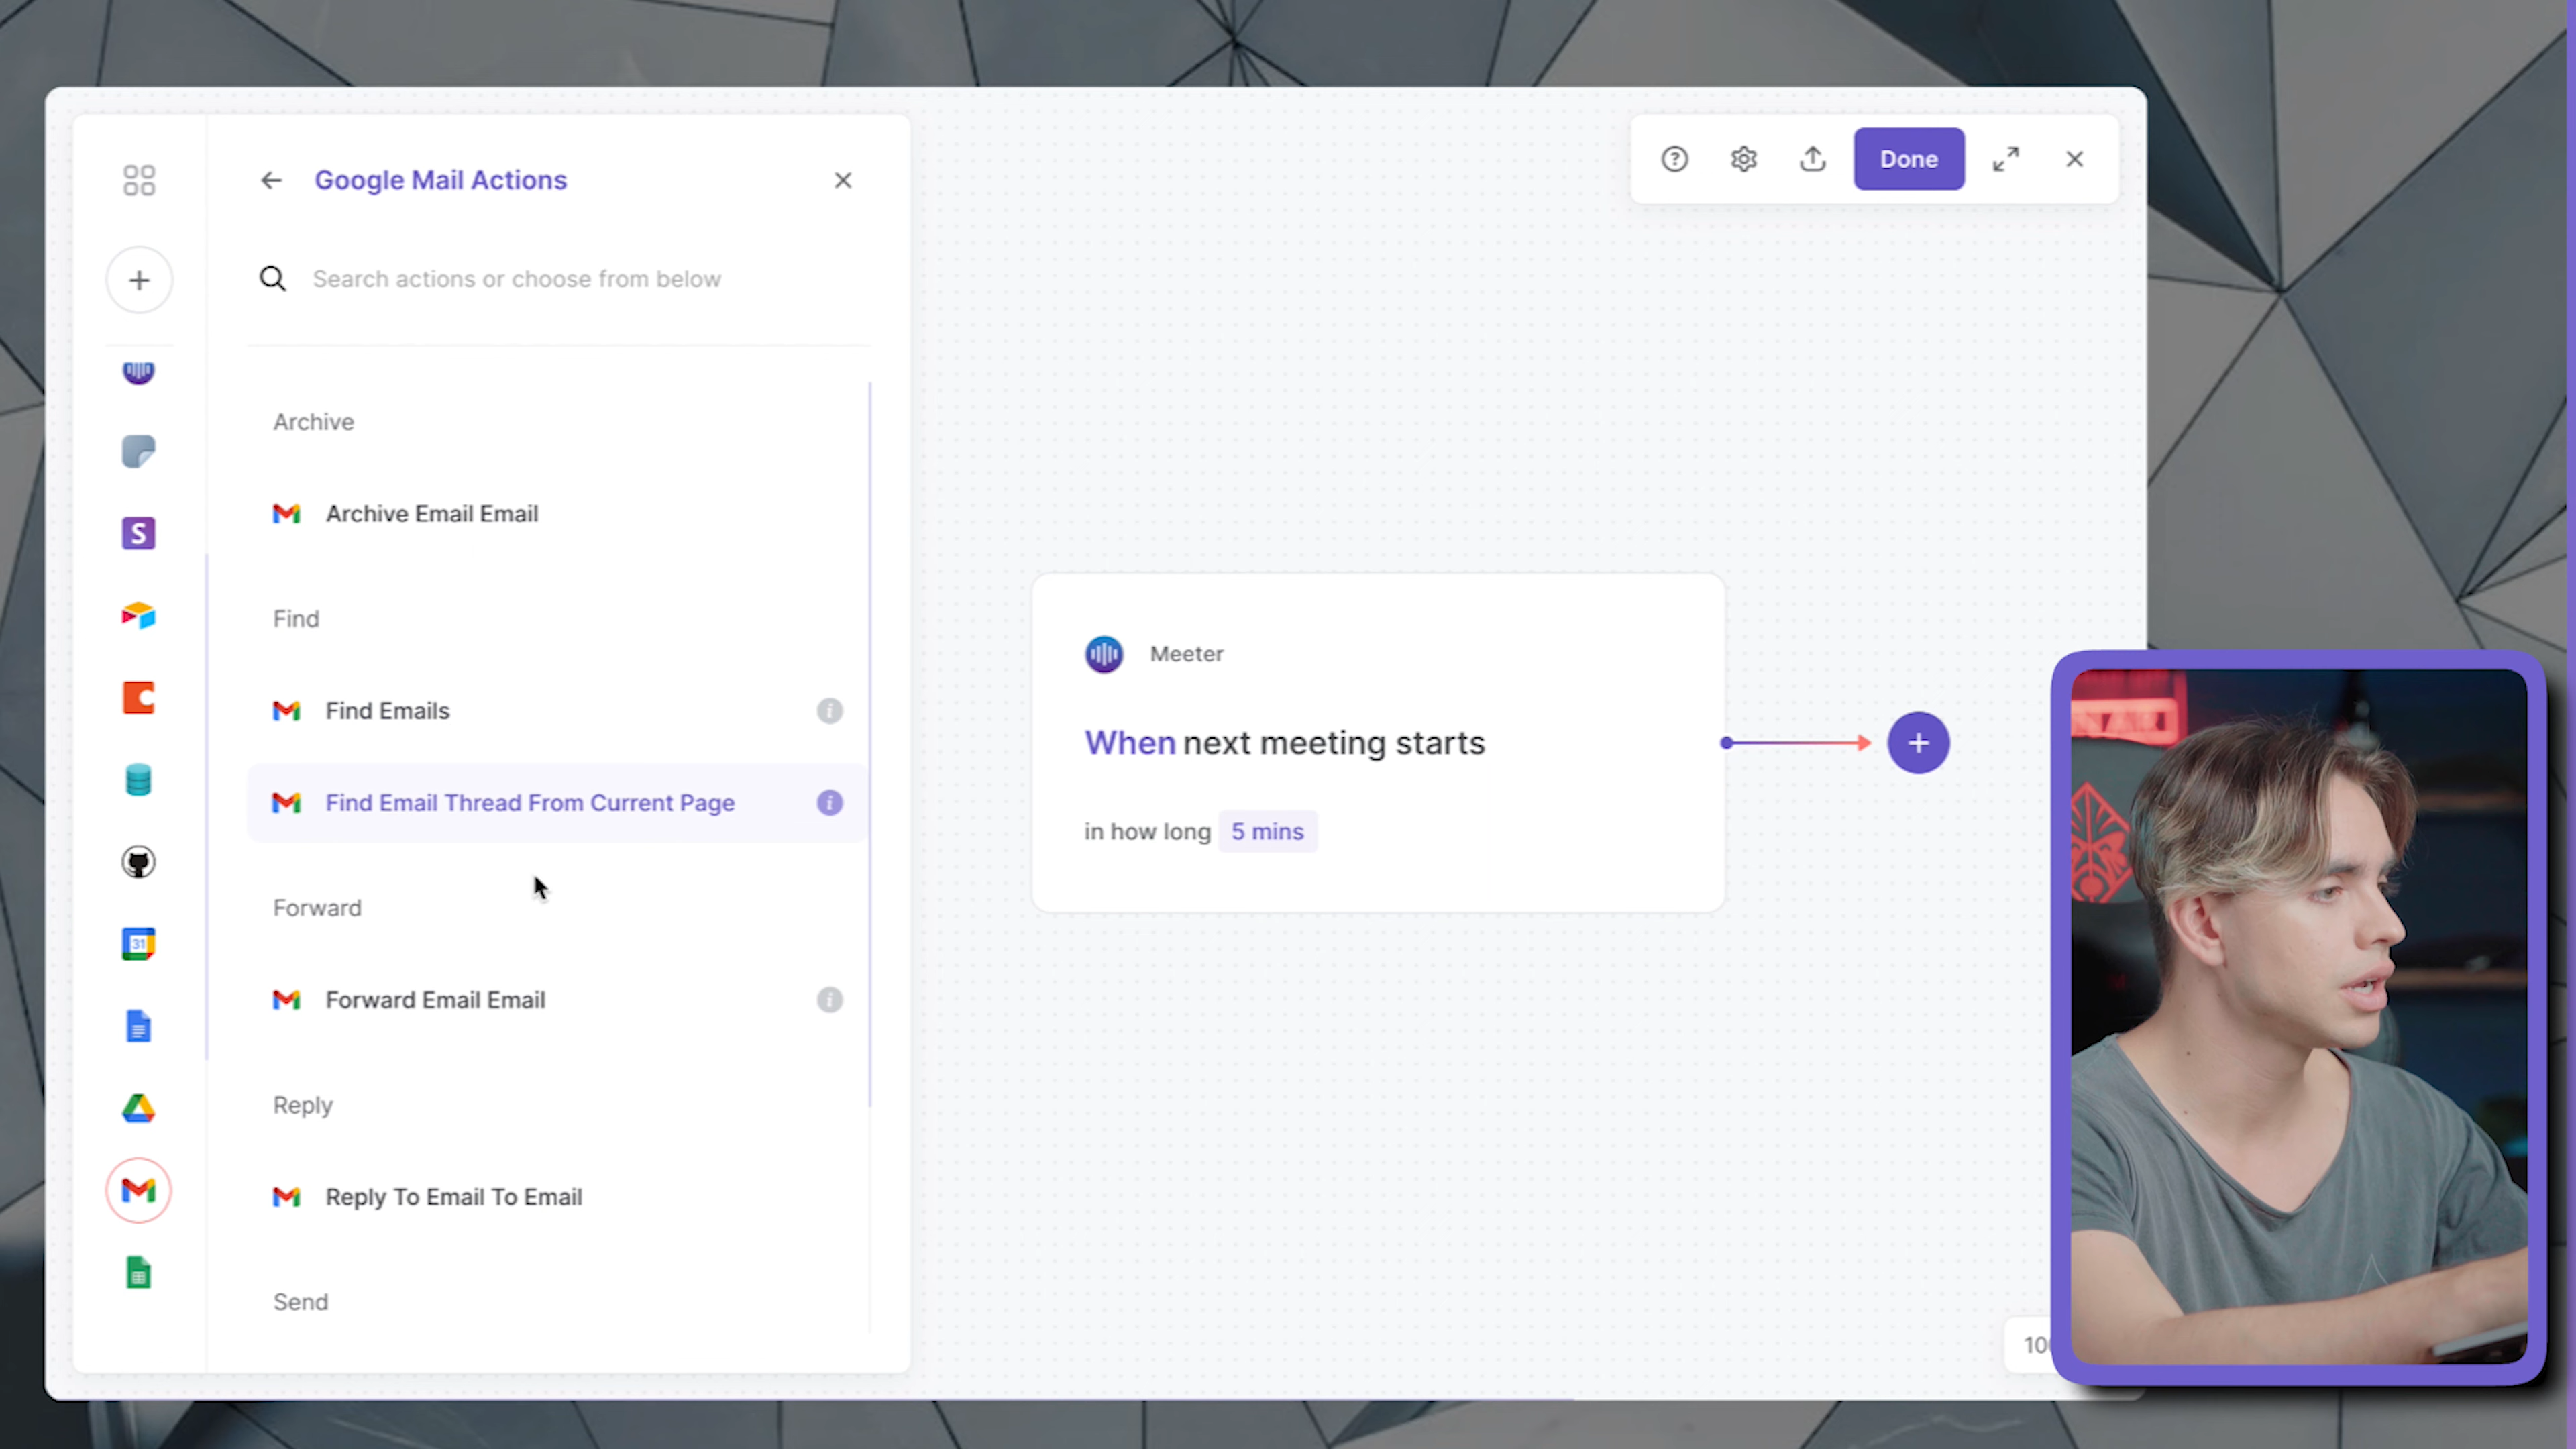 Google Mail Actions
Search actions or choose from below
Archive
Archive Email Email
Find
Find Emails
Find Email Thread From Current Page
Forward
Forward Email Email
Reply
Reply To Email To Email
Send
S
31
Done
Meeter
When next meeting starts
in how long 5 mins